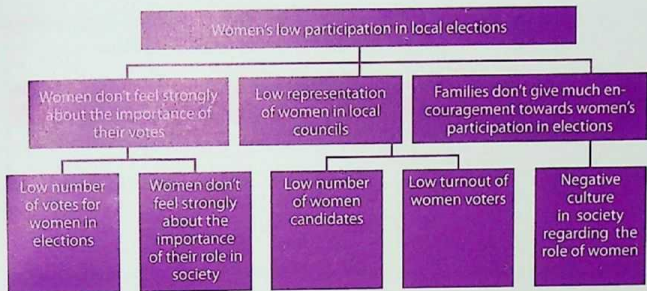 Women's low participation in local elections
Women don't feel strongly
about the importance of
their votes
Low representation
of women in local
councils
Families don't give much en-
couragement towards women's
participation in elections
Low number
of votes for
women in
elections
Women don't
feel strongly
about the
importance
of their role in
society
Low number
of women
candidates
Low turnout of
women voters
Negative
culture
in society
regarding the
role of women